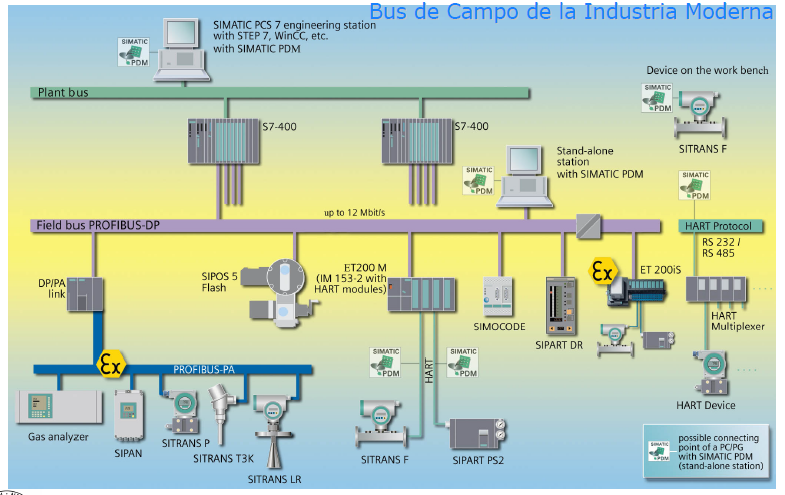 Bus de Campo de la Industria Moderna
SIMATIC PCS 7 engineering station
with STEP 7, WinCC, etc.
with SIMATIC PDM
SIMATIC
PDM
Plant bus
S7-400
S7-400
Device on the work bench
SIMATIC
PDM
SITRANS F
Stand-alone
station
with SIMATIC PDM
SIMATIC
PDM
SIMATIC
PDM
up to 12 Mbit/s
Field bus PROFIBUS-DP
HART Protocol
RS 232 /
RS 485
DP/PA
link
SIPOS 5
Flash
ET200 M
(IM 153-2 with
HART modules)
SIMOCODE
SIPART DR
Ex
ET 200iS
HART
Multiplexer
HART Device
Ex
PROFIBUS-PA
Gas analyzer
SIPAN
SITRANS P
SITRANS T3K
SITRANS LR
SIMATIC
PDM
HART
SIMATIC
PDM
SITRANS F
SIPART PS2
SIMATIC
PDM
possible connecting
point of a PC/PG
with SIMATIC PDM
(stand-alone station)